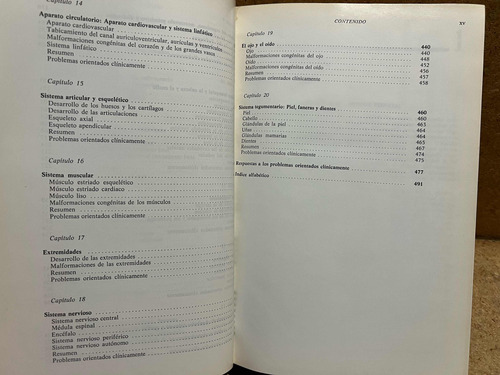 Capítulo 14
Aparato circulatorio: Aparato cardiovascular y sistema linfático
Aparato cardiovascular
Tabicamiento del canal auriculoventricular, aurículas y ventrículos
Malformaciones congénitas del corazón y de los grandes vasos
Sistema linfático
Resumen
Problemas orientados clínicamente
Capítulo 15
Sistema articular y esquelético
Desarrollo de los huesos y los cartílagos
Desarrollo de las articulaciones
Esqueleto axial
Esqueleto apendicular
Resumen
Problemas orientados clínicamente
Capítulo 16
Sistema muscular
Músculo estriado esquelético
Músculo estriado cardíaco
Músculo liso
Malformaciones congénitas de los músculos
Resumen
Problemas orientados clínicamente
Capítulo 17
Extremidades
Desarrollo de las extremidades
Malformaciones de las extremidades
Resumen
Problemas orientados clínicamente
Capítulo 18
Sistema nervioso
Sistema nervioso central
Médula espinal
Encéfalo
Sistema nervioso periférico
Sistema nervioso autónomo
Resumen
Problemas orientados clínicamente
CONTENIDO xv
Capítulo 19
El ojo y el oído 440
Ojo 440
Malformaciones congénitas del ojo 448
Oído 452
Malformaciones congénitas del oído 456
Resumen 457
Problemas orientados clínicamente 458
Capítulo 20
Sistema tegumentario: Piel, faneras y dientes 460
Piel 460
Cabello 463
Glándulas de la piel 464
Uñas 464
Glándulas mamarias 465
Dientes 467
Resumen 474
Problemas orientados clínicamente 475
Respuestas a los problemas orientados clínicamente 477
Indice alfabético 491